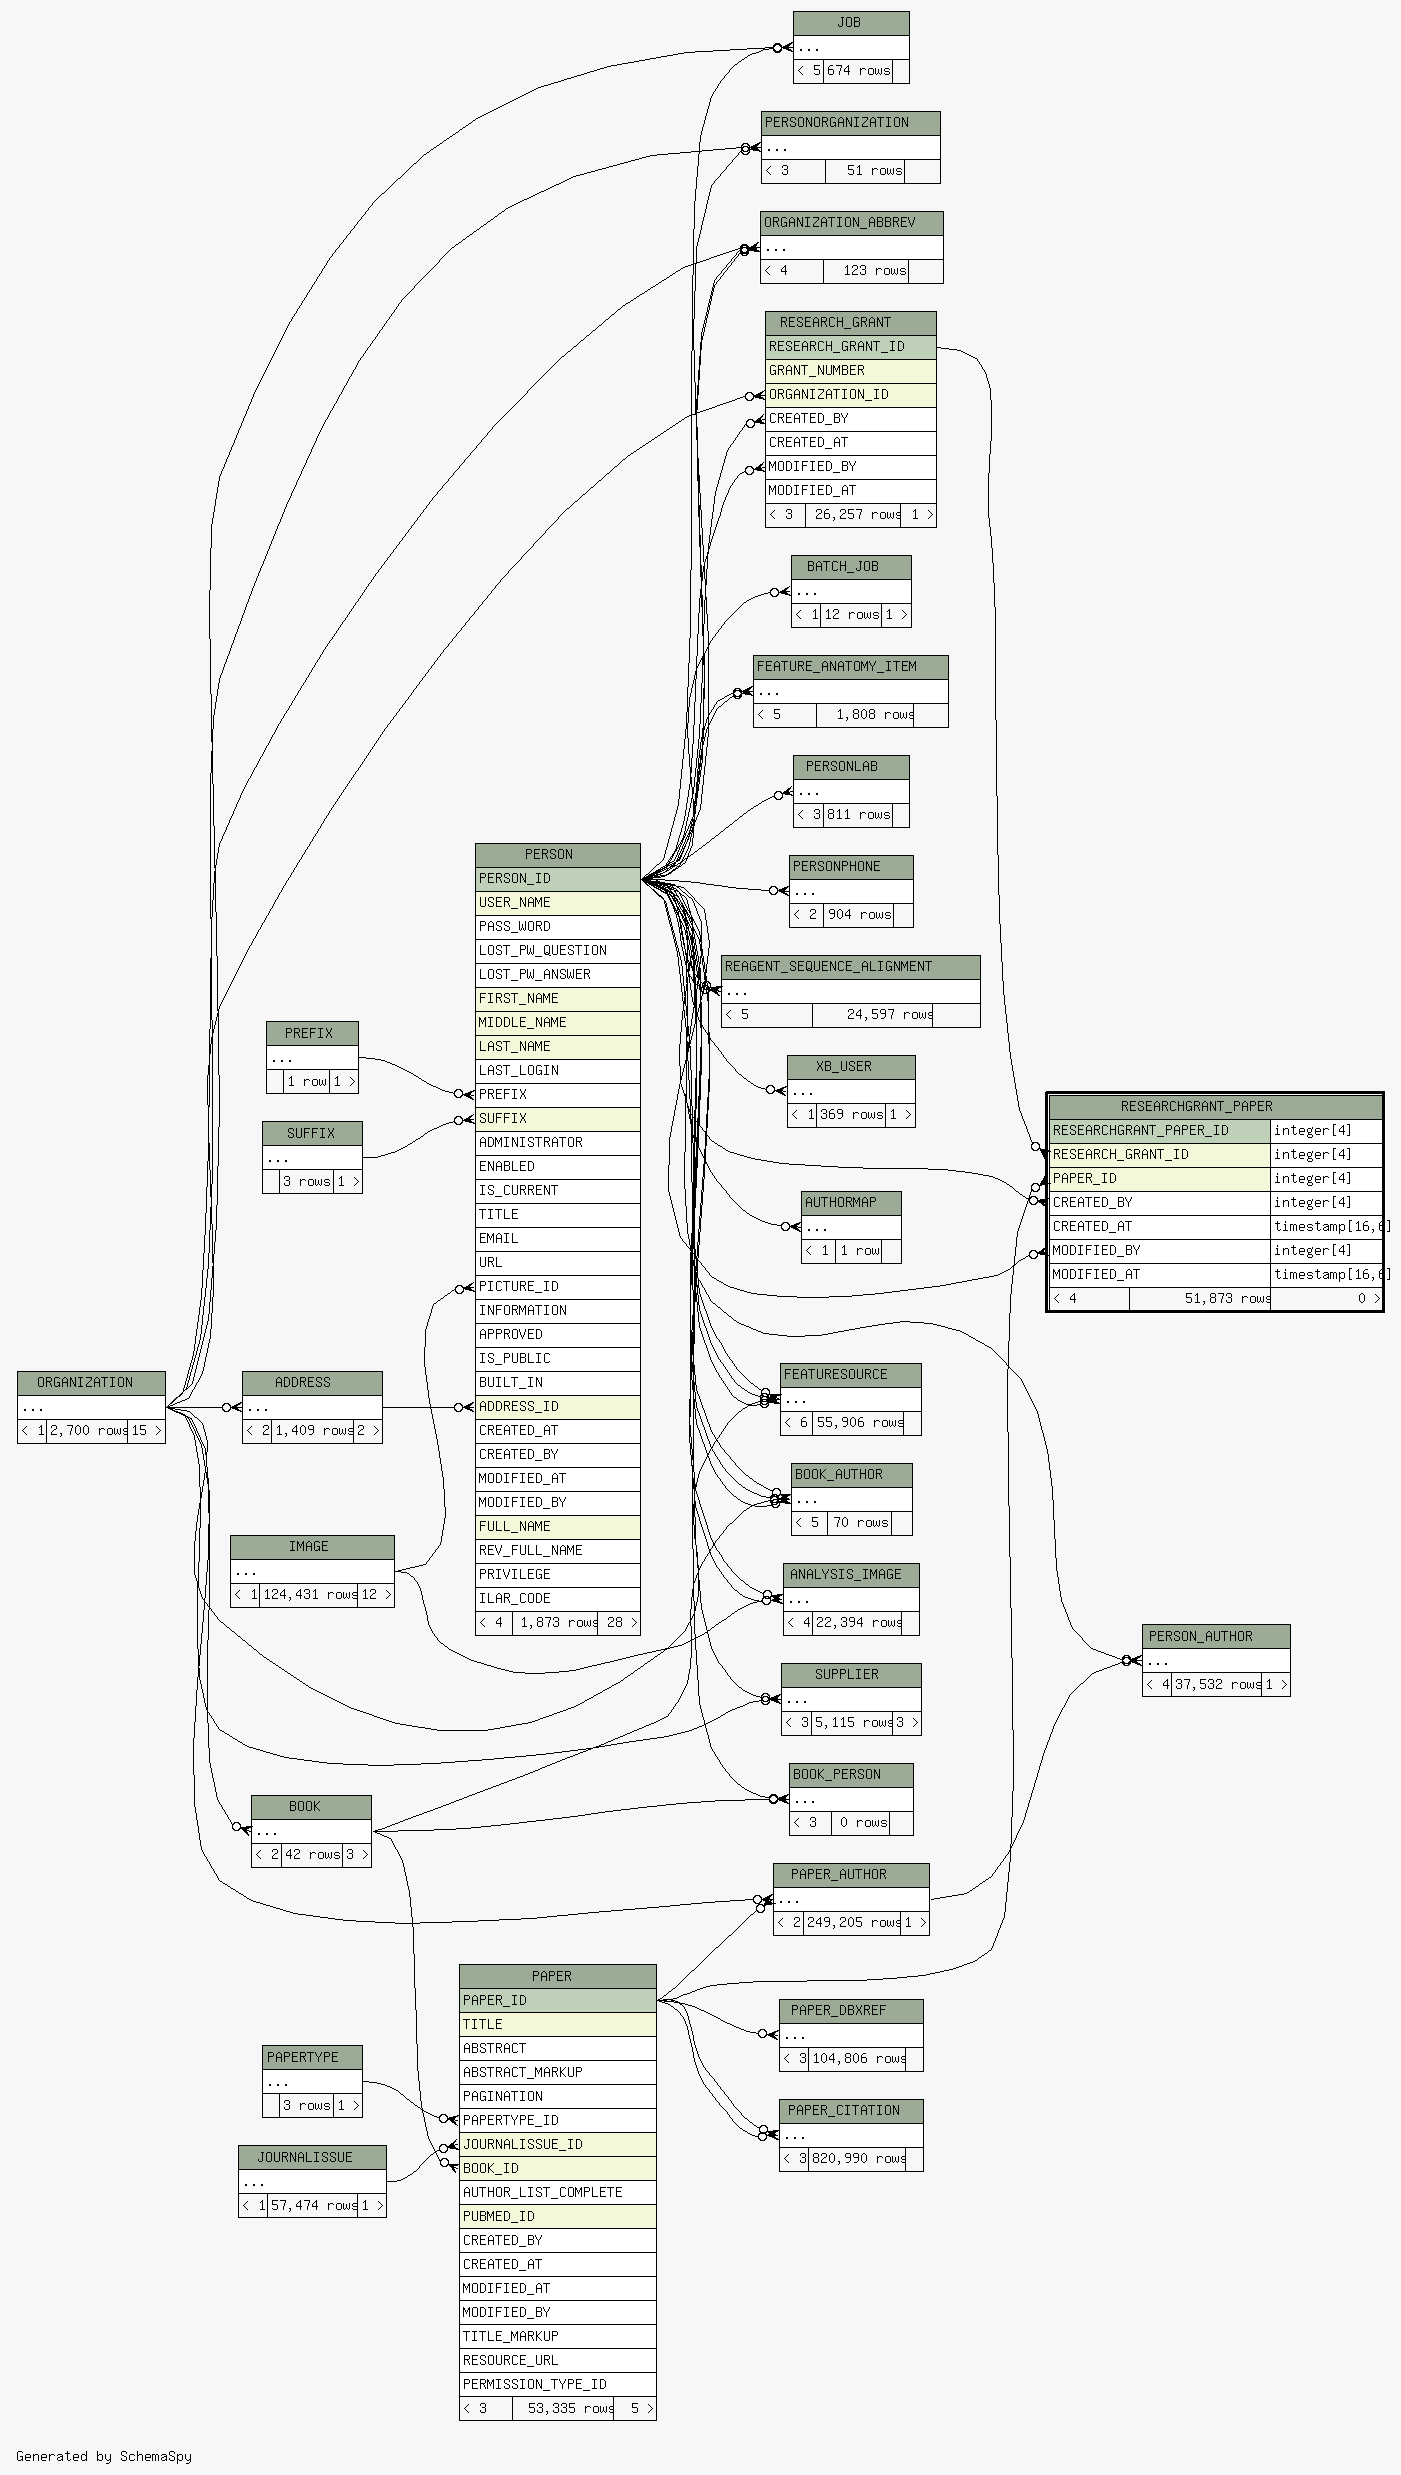 JOB
...
< 5 674 rows
PERSONORGANIZATION
...
< 3 51 rows
ORGANIZATION_ABBREV
...
< 4 123 rows
RESEARCH_GRANT
RESEARCH_GRANT_ID
GRANT_NUMBER
ORGANIZATION_ID
CREATED_BY
CREATED_AT
MODIFIED_BY
MODIFIED_AT
< 3 26,257 rows 1 >
BATCH_JOB
...
< 1 12 rows 1 >
FEATURE_ANATOMY_ITEM
...
< 5 1,808 rows
PERSONLAB
...
< 3 811 rows
PERSONPHONE
...
< 2 904 rows
REAGENT_SEQUENCE_ALIGNMENT
...
< 5 24,597 rows
XB_USER
...
< 1 369 rows 1 >
AUTHORMAP
...
< 1 1 row
PERSON
PERSON_ID
USER_NAME
PASS_WORD
LOST_PW_QUESTION
LOST_PW_ANSWER
FIRST_NAME
MIDDLE_NAME
LAST_NAME
LAST_LOGIN
PREFIX
SUFFIX
ADMINISTRATOR
ENABLED
IS_CURRENT
TITLE
EMAIL
URL
PICTURE_ID
INFORMATION
APPROVED
IS_PUBLIC
BUILT_IN
ADDRESS_ID
CREATED_AT
CREATED_BY
MODIFIED_AT
MODIFIED_BY
FULL_NAME
REV_FULL_NAME
PRIVILEGE
ILAR_CODE
< 4 1,873 rows 28 >
PREFIX
...
1 row 1 >
SUFFIX
...
3 rows 1 >
RESEARCHGRANT_PAPER
RESEARCHGRANT_PAPER_ID integer[4]
RESEARCH_GRANT_ID integer[4]
PAPER_ID integer[4]
CREATED_BY integer[4]
CREATED_AT timestamp[16,6]
MODIFIED_BY integer[4]
MODIFIED_AT timestamp[16,6]
< 4 51,873 rows 0 >
ORGANIZATION
...
< 1 2,700 rows 15 >
ADDRESS
...
< 2 1,409 rows 2 >
IMAGE
...
< 1 124,431 rows 12 >
FEATURESOURCE
...
< 6 55,906 rows
BOOK_AUTHOR
...
< 5 70 rows
ANALYSIS_IMAGE
...
< 4 22,394 rows
SUPPLIER
...
< 3 5,115 rows 3 >
PERSON_AUTHOR
...
< 4 37,532 rows 1 >
BOOK_PERSON
...
< 3 0 rows
BOOK
...
< 2 42 rows 3 >
PAPER_AUTHOR
...
< 2 249,205 rows 1 >
PAPER
PAPER_ID
TITLE
ABSTRACT
ABSTRACT_MARKUP
PAGINATION
PAPERTYPE_ID
JOURNALISSUE_ID
BOOK_ID
AUTHOR_LIST_COMPLETE
PUBMED_ID
CREATED_BY
CREATED_AT
MODIFIED_AT
MODIFIED_BY
TITLE_MARKUP
RESOURCE_URL
PERMISSION_TYPE_ID
< 3 53,335 rows 5 >
PAPERTYPE
...
3 rows 1 >
JOURNALISSUE
...
< 1 57,474 rows 1 >
PAPER_DBXREF
...
< 3 104,806 rows
PAPER_CITATION
...
< 3 820,990 rows
Generated by SchemaSpy